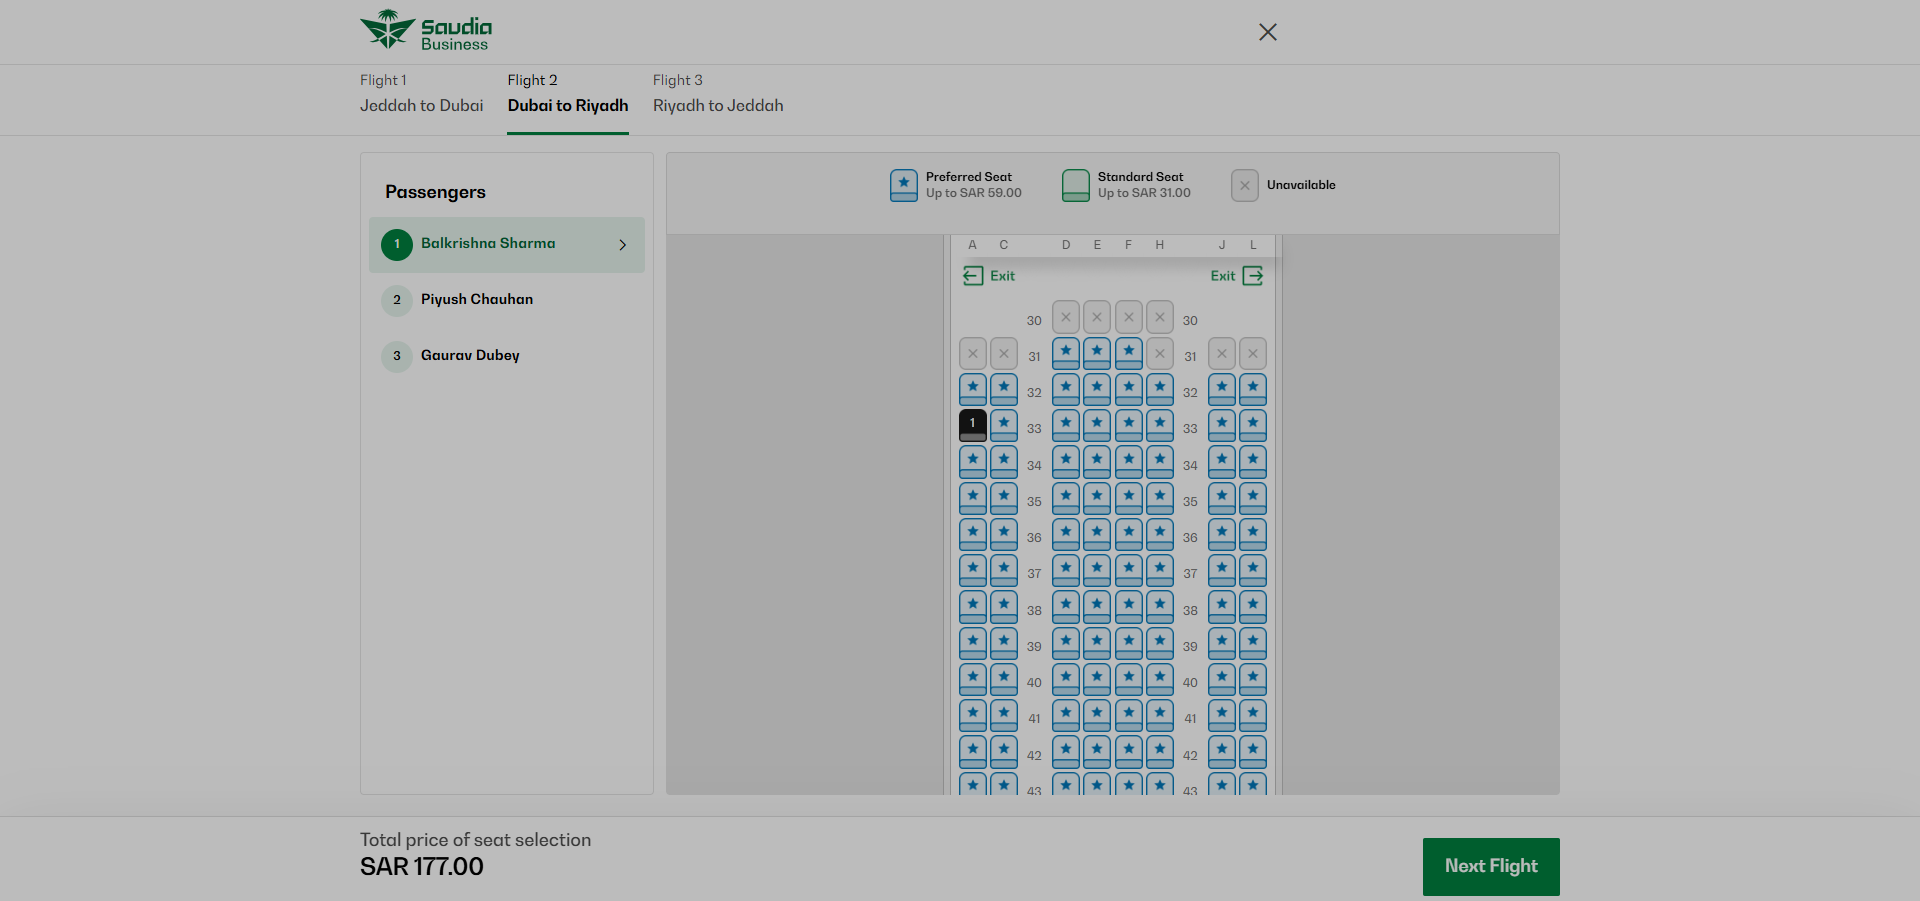 Saudia
Business
Flight 1
Jeddah to Dubai
Flight 2
Dubai to Riyadh
Flight 3
Riyadh to Jeddah
Passengers
1 Balkrishna Sharma
2 Piyush Chauhan
3 Gaurav Dubey
Preferred Seat
Up to SAR 59.00
Standard Seat
Up to SAR 31.00
Unavailable
A C D E F H J L
Exit Exit
30 30
31 31
32 32
1 33 33
34 34
35 35
36 36
37 37
38 38
39 39
40 40
41 41
42 42
43 43
Total price of seat selection
SAR 177.00
Next Flight